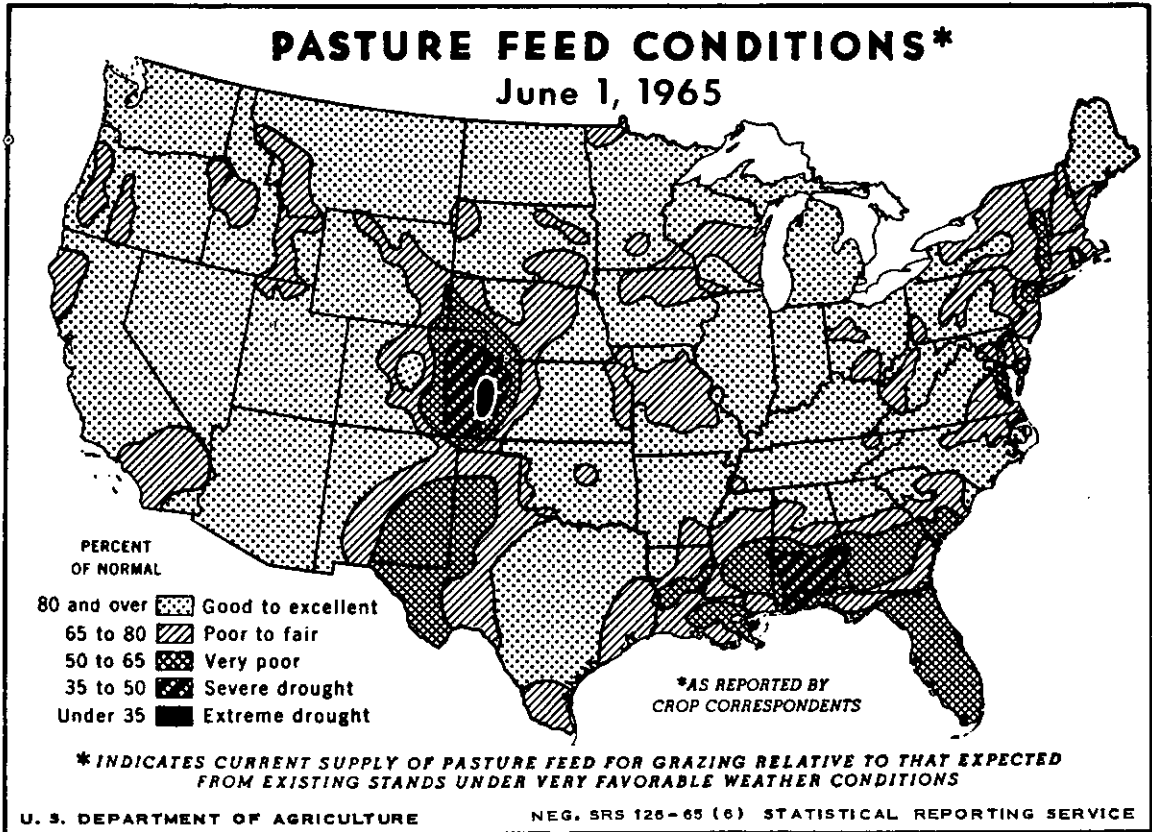 PASTURE FEED CONDITIONS*
June 1, 1965
PERCENT
OF NORMAL
80 and over Good to excellent
65 to 80 Poor to fair
50 to 65 Very poor
35 to 50 Severe drought
Under 35 Extreme drought
*AS REPORTED BY
CROP CORRESPONDENTS
* INDICATES CURRENT SUPPLY OF PASTURE FEED FOR GRAZING RELATIVE TO THAT EXPECTED
FROM EXISTING STANDS UNDER VERY FAVORABLE WEATHER CONDITIONS
U. S. DEPARTMENT OF AGRICULTURE NEG. SRS 126-65 (6) STATISTICAL REPORTING SERVICE